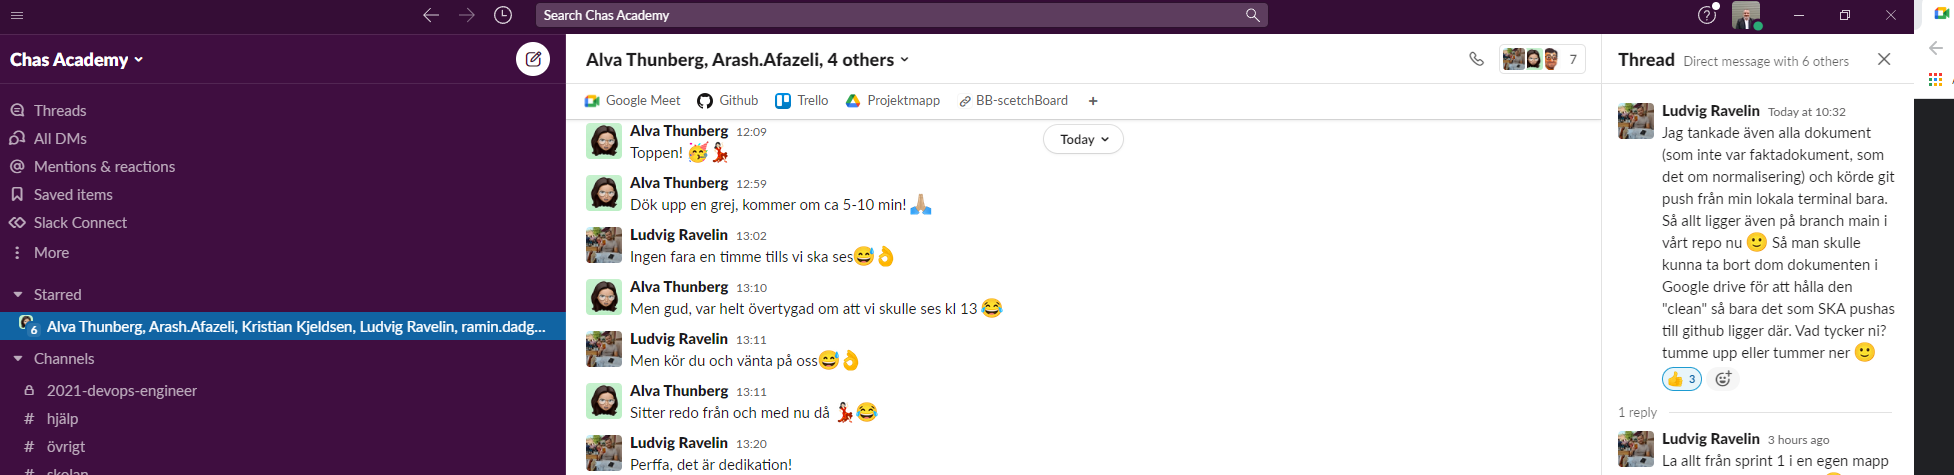 Search Chas Academy
Chas Academy
Threads
All DMs
Mentions & reactions
Saved items
Slack Connect
More
Starred
6 Alva Thunberg, Arash.Afazeli, Kristian Kjeldsen, Ludvig Ravelin, ramin.dadg...
Channels
2021-devops-engineer
# hjälp
# övrigt
# skolan
Alva Thunberg, Arash.Afazeli, 4 others
7
Google Meet Github Trello Projektmapp BB-scetchBoard +
Today
Alva Thunberg 12:09
Toppen! 🥳💃
Alva Thunberg 12:59
Dök upp en grej, kommer om ca 5-10 min! 🙏
Ludvig Ravelin 13:02
Ingen fara en timme tills vi ska ses😅👌
Alva Thunberg 13:10
Men gud, var helt övertygad om att vi skulle ses kl 13 😂
Ludvig Ravelin 13:11
Men kör du och vänta på oss😅👌
Alva Thunberg 13:11
Sitter redo från och med nu då 💃😂
Ludvig Ravelin 13:20
Perffa, det är dedikation!
Thread Direct message with 6 others
Ludvig Ravelin Today at 10:32
Jag tankade även alla dokument
(som inte var faktadokument, som
det om normalisering) och körde git
push från min lokala terminal bara.
Så allt ligger även på branch main i
vårt repo nu 🙂 Så man skulle
kunna ta bort dom dokumenten i
Google drive för att hålla den
"clean" så bara det som SKA pushas
till github ligger där. Vad tycker ni?
tumme upp eller tummer ner 🙂
👍 3
1 reply
Ludvig Ravelin 3 hours ago
La allt från sprint 1 i en egen mapp